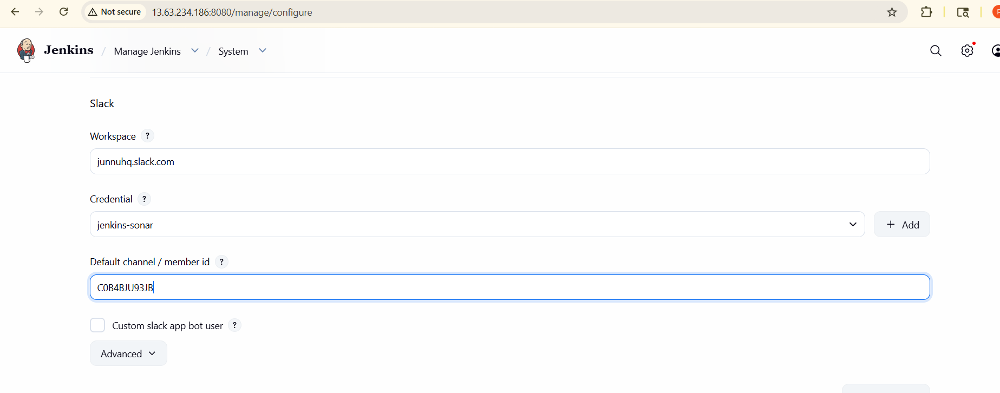 Not secure 13.63.234.186:8080/manage/configure
Jenkins / Manage Jenkins / System
Slack
Workspace ?
junnuhq.slack.com
Credential ?
jenkins-sonar
+ Add
Default channel / member id ?
C0B4BJU93JB
Custom slack app bot user ?
Advanced